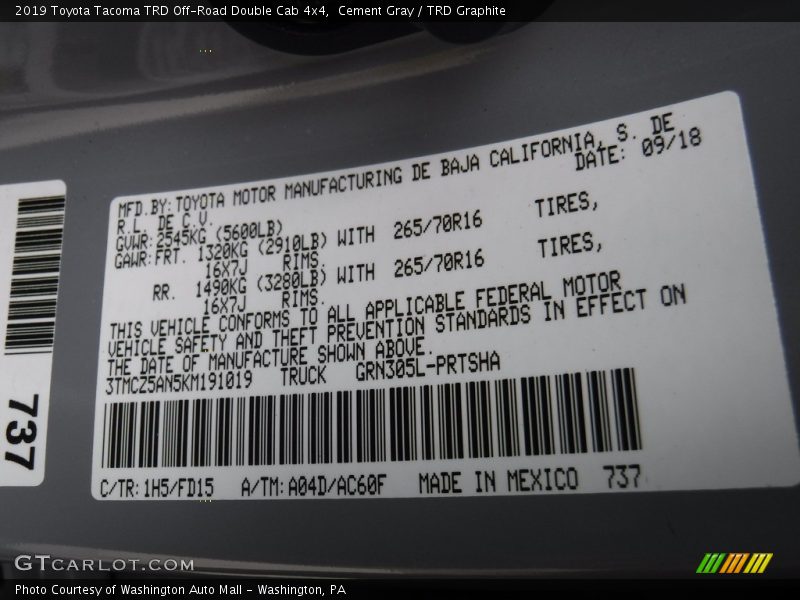 2019 Toyota Tacoma TRD Off-Road Double Cab 4x4, Cement Gray / TRD Graphite
MFD.BY:TOYOTA MOTOR MANUFACTURING DE BAJA CALIFORNIA, S. DE
R.L. DE C.V. DATE: 09/18
GVWR:2545KG (5600LB)
GAWR:FRT. 1320KG (2910LB) WITH 265/70R16 TIRES,
16X7J RIMS.
RR. 1490KG (3280LB) WITH 265/70R16 TIRES,
16X7J RIMS.
THIS VEHICLE CONFORMS TO ALL APPLICABLE FEDERAL MOTOR
VEHICLE SAFETY AND THEFT PREVENTION STANDARDS IN EFFECT ON
THE DATE OF MANUFACTURE SHOWN ABOVE.
3TMCZ5AN5KM191019 TRUCK GRN305L-PRTSHA
C/TR:1H5/FD15 A/TM:A04D/AC60F MADE IN MEXICO 737
737
GTCARLOT.COM
Photo Courtesy of Washington Auto Mall - Washington, PA